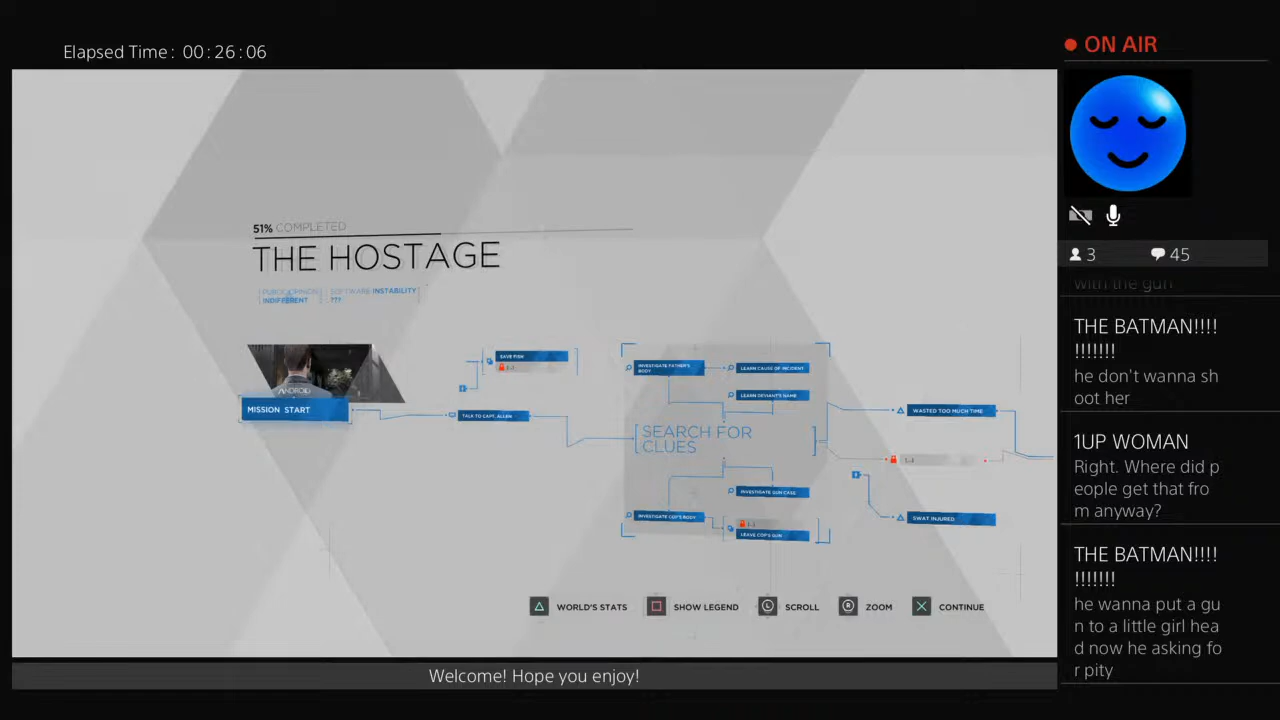 Elapsed Time: 00:26:06
ON AIR
3
45
with the gun
THE BATMAN!!!!
!!!!!!!
he don't wanna sh
oot her
1UP WOMAN
Right. Where did p
eople get that fro
m anyway?
THE BATMAN!!!!
!!!!!!!
he wanna put a gu
n to a little girl hea
d now he asking fo
r pity
51% COMPLETED
THE HOSTAGE
PUBLIC OPINION
INDIFFERENT
SOFTWARE INSTABILITY
???
ANDROID
MISSION START
SAVE FISH
TALK TO CAPT. ALLEN
INVESTIGATE FATHER'S
BODY
LEARN CAUSE OF INCIDENT
LEARN DEVIANT'S NAME
SEARCH FOR
CLUES
INVESTIGATE GUN CASE
INVESTIGATE COP'S BODY
LEAVE COP'S GUN
WASTED TOO MUCH TIME
SWAT INJURED
WORLD'S STATS
SHOW LEGEND
L
SCROLL
R
ZOOM
CONTINUE
Welcome! Hope you enjoy!